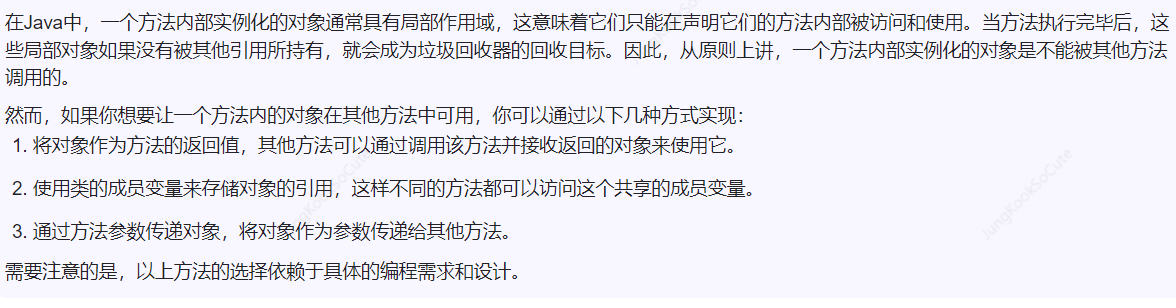 在Java中，一个方法内部实例化的对象通常具有局部作用域，这意味着它们只能在声明它们的方法内部被访问和使用。当方法执行完毕后，这
些局部对象如果没有被其他引用所持有，就会成为垃圾回收器的回收目标。因此，从原则上讲，一个方法内部实例化的对象是不能被其他方法
调用的。
然而，如果你想要让一个方法内的对象在其他方法中可用，你可以通过以下几种方式实现：
1. 将对象作为方法的返回值，其他方法可以通过调用该方法并接收返回的对象来使用它。
2. 使用类的成员变量来存储对象的引用，这样不同的方法都可以访问这个共享的成员变量。
3. 通过方法参数传递对象，将对象作为参数传递给其他方法。
需要注意的是，以上方法的选择依赖于具体的编程需求和设计。
JungKookSoCute
JungKookSoCute